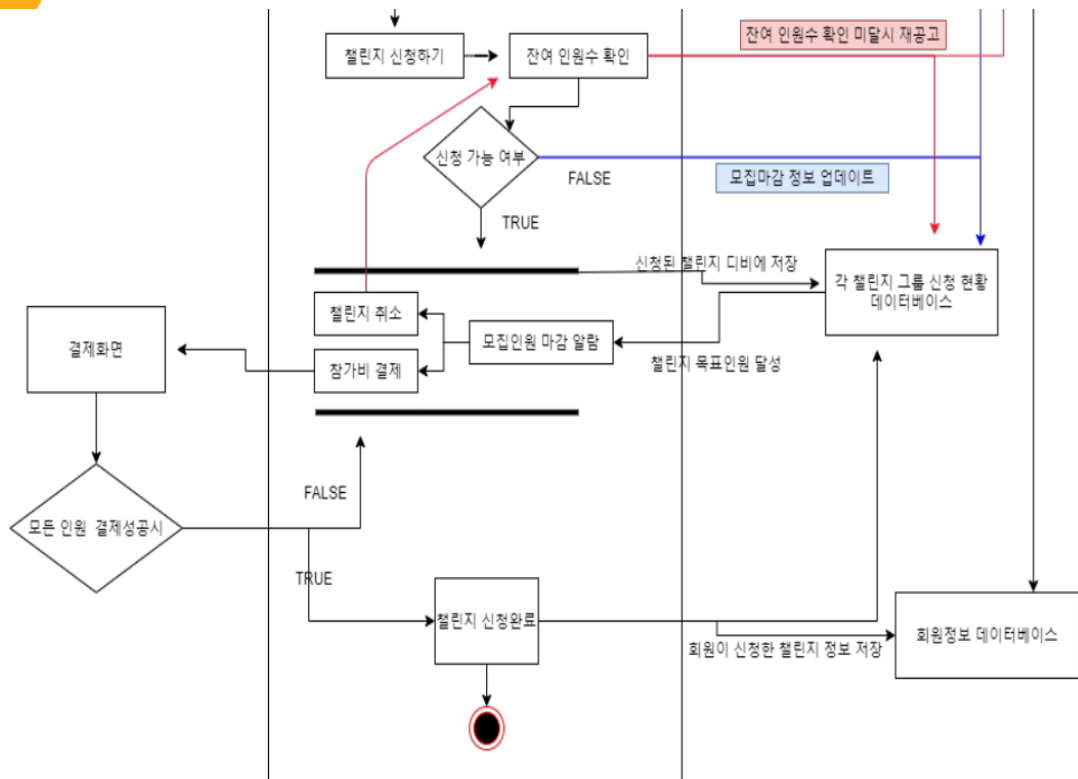 잔여 인원수 확인 미달시 재공고
챌린지 신청하기
잔여 인원수 확인
신청 가능 여부
FALSE
모집마감 정보 업데이트
TRUE
신청된 챌린지 디비에 저장
각 챌린지 그룹 신청 현황
데이터베이스
챌린지 취소
모집인원 마감 알람
결제화면
참가비 결제
챌린지 목표인원 달성
FALSE
모든 인원 결제성공시
TRUE
챌린지 신청완료
회원정보 데이터베이스
회원이 신청한 챌린지 정보 저장